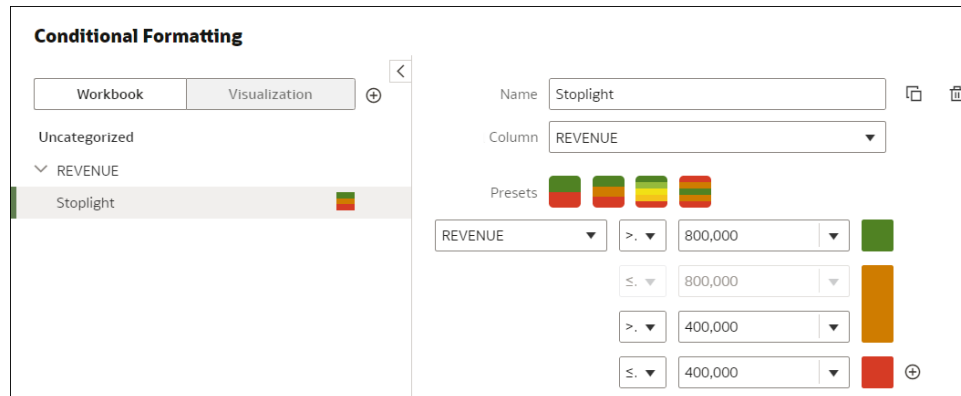 Conditional Formatting
Workbook Visualization
Name Stoplight
Uncategorized
Column REVENUE
REVENUE
Presets
Stoplight
REVENUE >. 800,000
≤. 800,000
>. 400,000
≤. 400,000